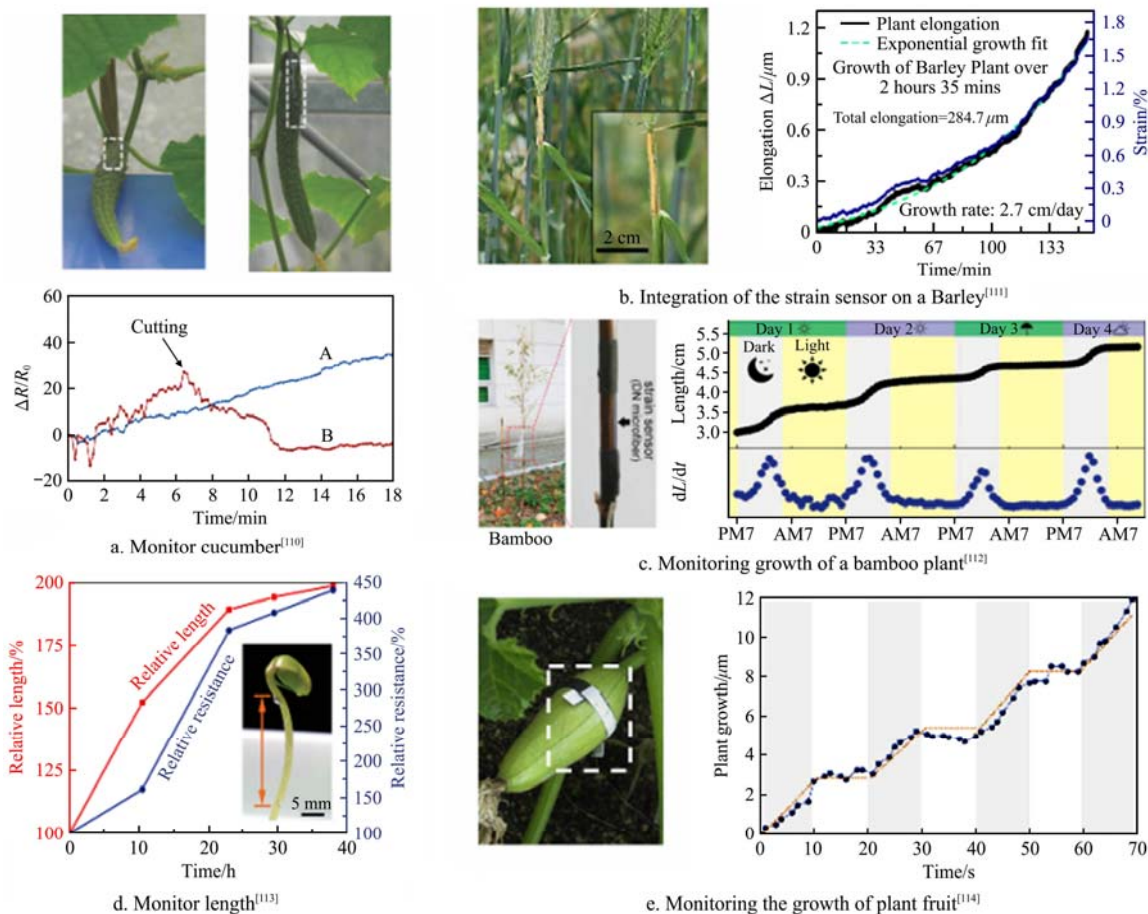 60
40
20
0
−20
ΔR/R0
Cutting
A
B
0
2
4
6
8
10
12
14
16
18
Time/min
a. Monitor cucumber[110]
2 cm
1.2
0.9
0.6
0.3
0
Elongation ΔL/μm
Plant elongation
Exponential growth fit
Growth of Barley Plant over
2 hours 35 mins
Total elongation=284.7 μm
Growth rate: 2.7 cm/day
1.8
1.5
1.2
0.9
0.6
0.3
0
Strain/%
0
33
67
100
133
Time/min
b. Integration of the strain sensor on a Barley[111]
strain sensor
(DN microfiber)
Bamboo
Day 1
Day 2
Day 3
Day 4
5.5
5.0
4.5
4.0
3.5
3.0
Length/cm
Dark
Light
dL/dt
PM7
AM7
PM7
AM7
PM7
AM7
PM7
AM7
c. Monitoring growth of a bamboo plant[112]
200
175
150
125
100
Relative length/%
Relative length
Relative resistance
5 mm
450
400
350
300
250
200
150
100
Relative resistance/%
0
10
20
30
40
Time/h
d. Monitor length[113]
12
10
8
6
4
2
0
Plant growth/μm
0
10
20
30
40
50
60
70
Time/s
e. Monitoring the growth of plant fruit[114]